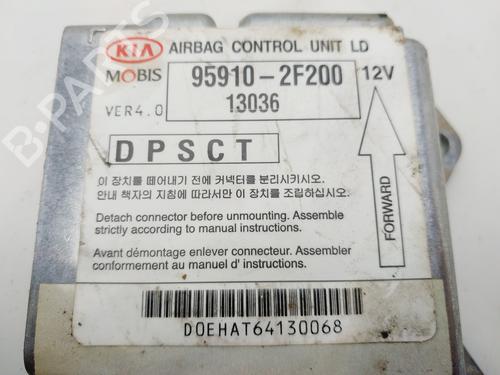 KIA AIRBAG CONTROL UNIT LD
MOBIS 95910-2F200 12V
VER4.0 13036
DPSCT
이 장치를 떼어내기 전에 커넥터를 분리시키시오.
안내 책자의 지침에 따라서만 이 장치를 조립하십시오.
FORWARD
Detach connector before unmounting. Assemble
strictly according to manual instructions.
Avant démontage enlever connecteur. Assembler
conformement au manuel d' instructions.
D0EHAT64130068
B-PARTS